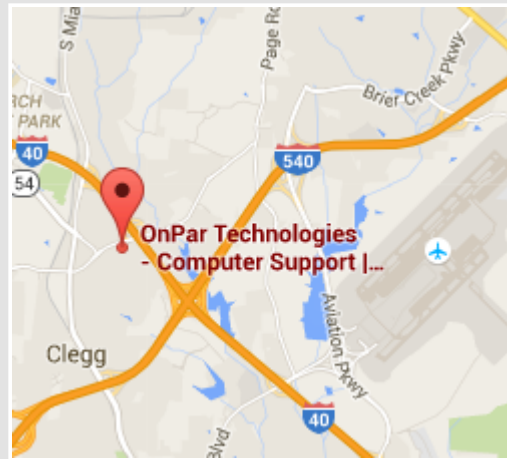 S Mia
Page Ro
Brier Creek Pkwy
RCH
PARK
40
540
54
OnPar Technologies
- Computer Support |...
Aviation Pkwy
Clegg
40
Blvd